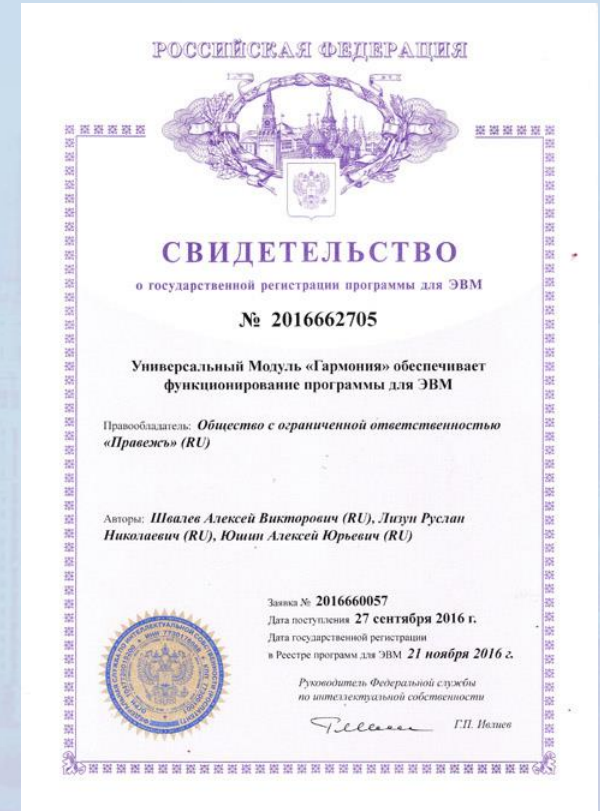 РОССИЙСКАЯ ФЕДЕРАЦИЯ
СВИДЕТЕЛЬСТВО
о государственной регистрации программы для ЭВМ
№ 2016662705
Универсальный Модуль «Гармония» обеспечивает
функционирование программы для ЭВМ
Правообладатель: Общество с ограниченной ответственностью
«Правежъ» (RU)
Авторы: Швалев Алексей Викторович (RU), Лизун Руслан
Николаевич (RU), Юшин Алексей Юрьевич (RU)
Заявка № 2016660057
Дата поступления 27 сентября 2016 г.
Дата государственной регистрации
в Реестре программ для ЭВМ 21 ноября 2016 г.
Руководитель Федеральной службы
по интеллектуальной собственности
Г.П. Ивлиев